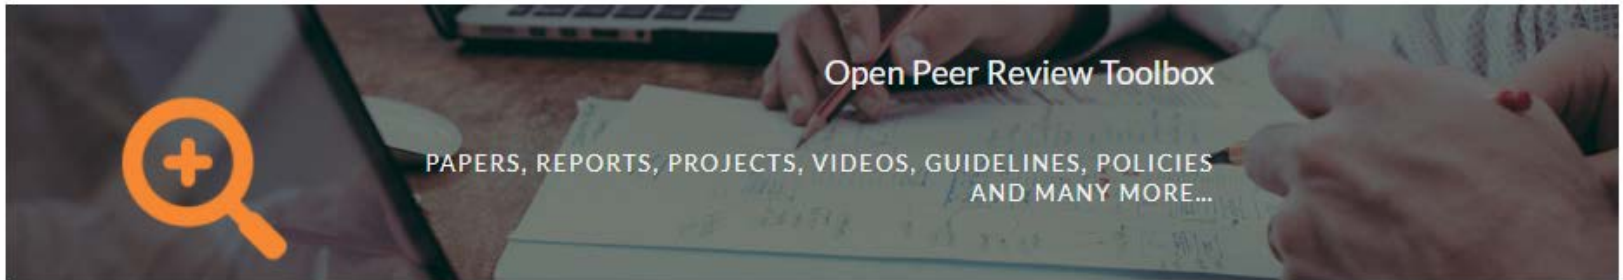 Open Peer Review Toolbox
PAPERS, REPORTS, PROJECTS, VIDEOS, GUIDELINES, POLICIES
AND MANY MORE...